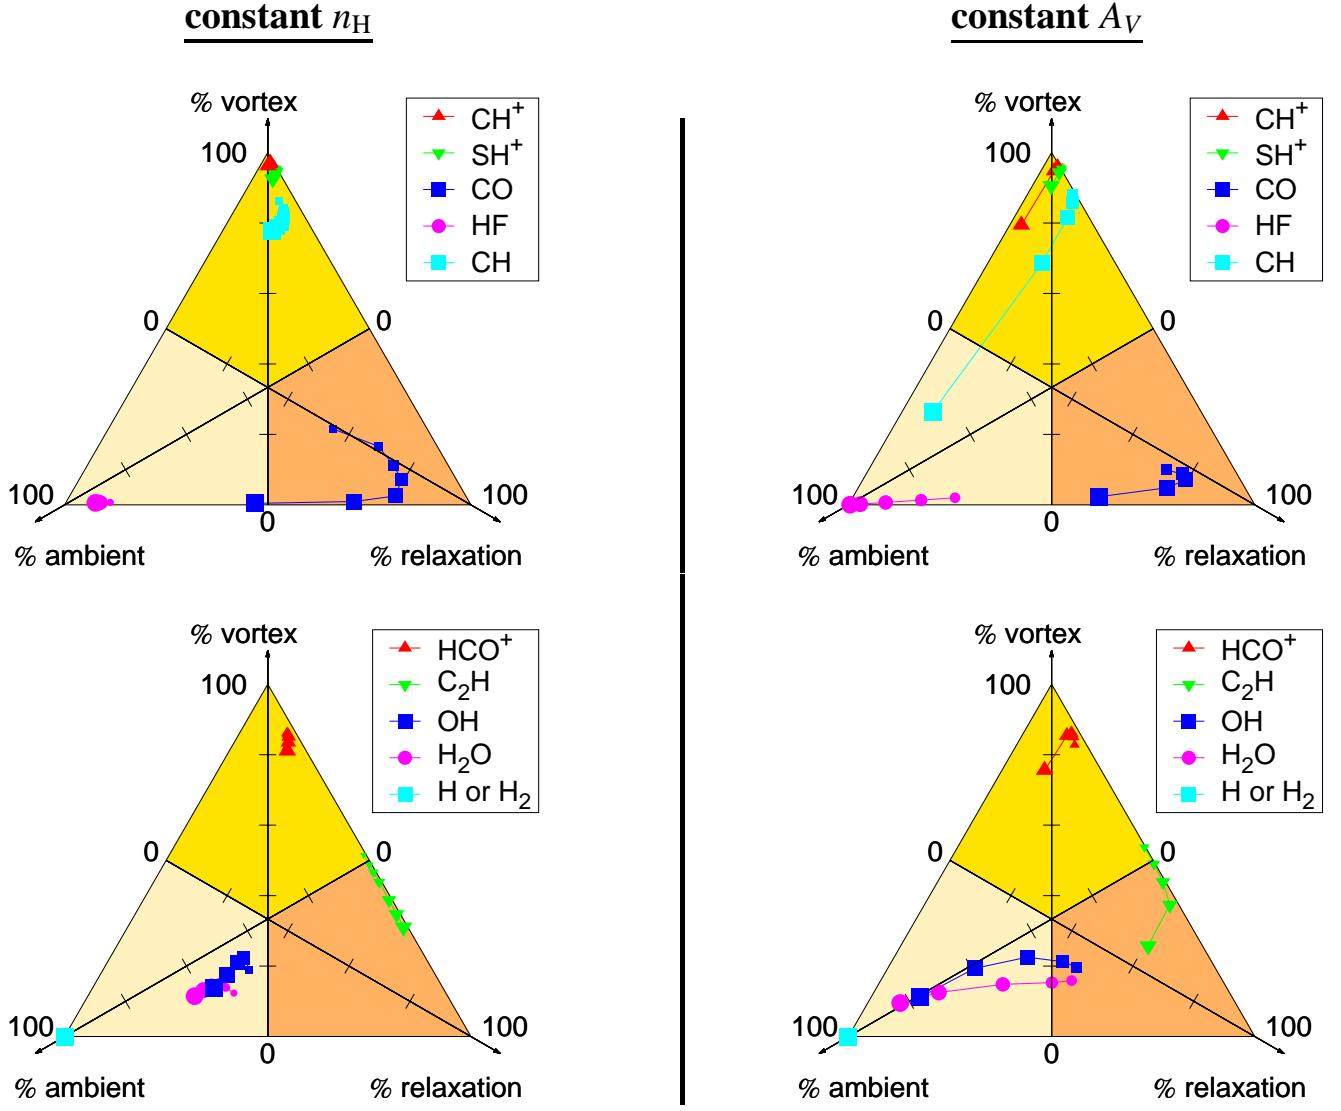 constant n_H
constant A_V
% vortex
100
0
0
100
0
100
% ambient
% relaxation
CH⁺
SH⁺
CO
HF
CH
% vortex
100
0
0
100
0
100
% ambient
% relaxation
CH⁺
SH⁺
CO
HF
CH
% vortex
100
0
0
100
0
100
% ambient
% relaxation
HCO⁺
C₂H
OH
H₂O
H or H₂
% vortex
100
0
0
100
0
100
% ambient
% relaxation
HCO⁺
C₂H
OH
H₂O
H or H₂